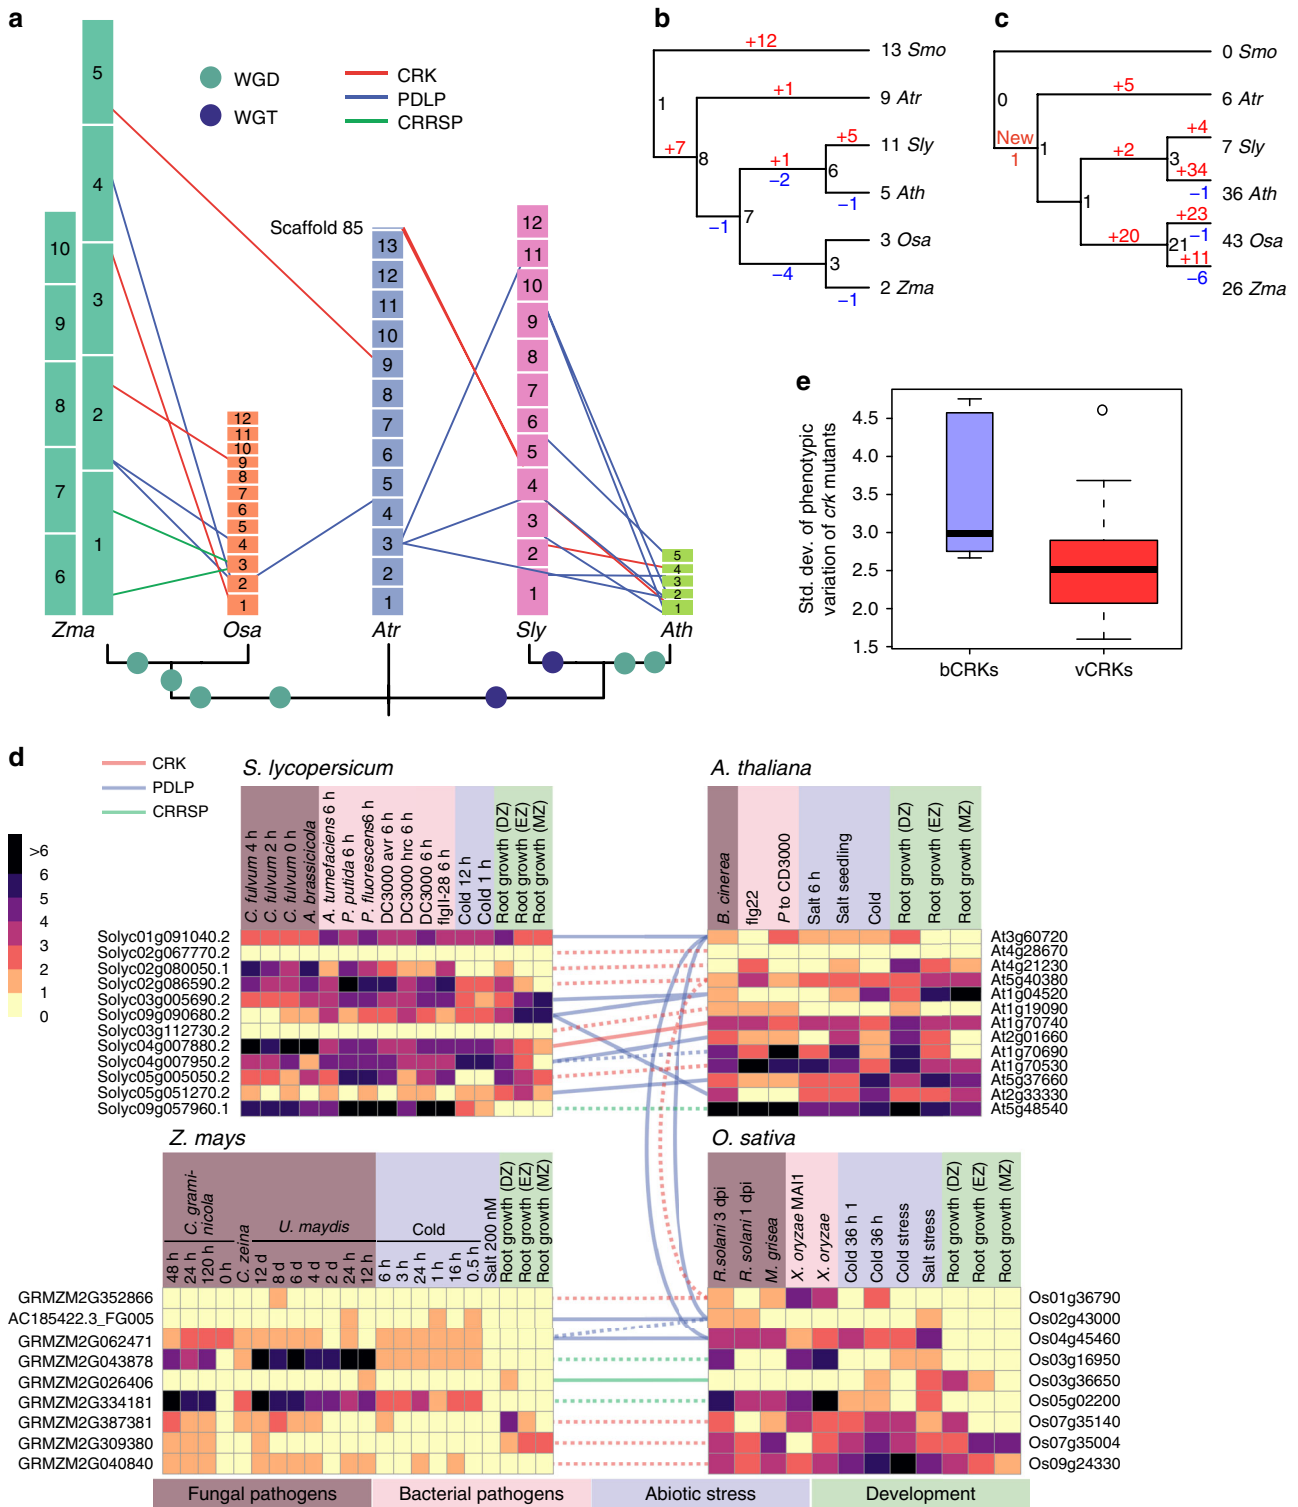 a
WGD
WGT
CRK
PDLP
CRRSP
5
4
3
2
1
10
9
8
7
6
12
11
10
9
8
7
6
5
4
3
2
1
Scaffold 85
13
12
11
10
9
8
7
6
5
4
3
2
1
12
11
10
9
8
7
6
5
4
3
2
1
5
4
3
2
1
Zma
Osa
Atr
Sly
Ath
b
+12
13 Smo
1
+1
9 Atr
+7
8
+5
11 Sly
+1
−2
6
−1
5 Ath
−1
7
3 Osa
−4
3
−1
2 Zma
c
0 Smo
0
+5
6 Atr
New
1
1
+4
7 Sly
+2
3
+34
−1
36 Ath
1
+23
−1
43 Osa
+20
21
+11
−6
26 Zma
e
Std. dev. of phenotypic
variation of crk mutants
4.5
4.0
3.5
3.0
2.5
2.0
1.5
bCRKs
vCRKs
d
CRK
PDLP
CRRSP
>6
6
5
4
3
2
1
0
S. lycopersicum
C. fulvum 4 h
C. fulvum 2 h
C. fulvum 0 h
A. brassicicola
A. tumefaciens 6 h
P. putida 6 h
P. fluorescens6 h
DC3000 avr 6 h
DC3000 hrc 6 h
DC3000 6 h
flgII-28 6 h
Cold 12 h
Cold 1 h
Root growth (DZ)
Root growth (EZ)
Root growth (MZ)
Solyc01g091040.2
Solyc02g067770.2
Solyc02g080050.1
Solyc02g086590.2
Solyc03g005690.2
Solyc09g090680.2
Solyc03g112730.2
Solyc04g007880.2
Solyc04g007950.2
Solyc05g005050.2
Solyc05g051270.2
Solyc09g057960.1
A. thaliana
B. cinerea
flg22
P to CD3000
Salt 6 h
Salt seedling
Cold
Root growth (DZ)
Root growth (EZ)
Root growth (MZ)
At3g60720
At4g28670
At4g21230
At5g40380
At1g04520
At1g19090
At1g70740
At2g01660
At1g70690
At1g70530
At5g37660
At2g33330
At5g48540
Z. mays
C. grami-
nicola
48 h
24 h
120 h
0 h
C. zeina
U. maydis
12 d
8 d
6 d
4 d
2 d
24 h
12 h
Cold
6 h
3 h
24 h
1 h
16 h
0.5 h
Salt 200 nM
Root growth (DZ)
Root growth (EZ)
Root growth (MZ)
GRMZM2G352866
AC185422.3_FG005
GRMZM2G062471
GRMZM2G043878
GRMZM2G026406
GRMZM2G334181
GRMZM2G387381
GRMZM2G309380
GRMZM2G040840
O. sativa
R.solani 3 dpi
R. solani 1 dpi
M. grisea
X. oryzae MAI1
X. oryzae
Cold 36 h 1
Cold 36 h
Cold stress
Salt stress
Root growth (DZ)
Root growth (EZ)
Root growth (MZ)
Os01g36790
Os02g43000
Os04g45460
Os03g16950
Os03g36650
Os05g02200
Os07g35140
Os07g35004
Os09g24330
Fungal pathogens
Bacterial pathogens
Abiotic stress
Development